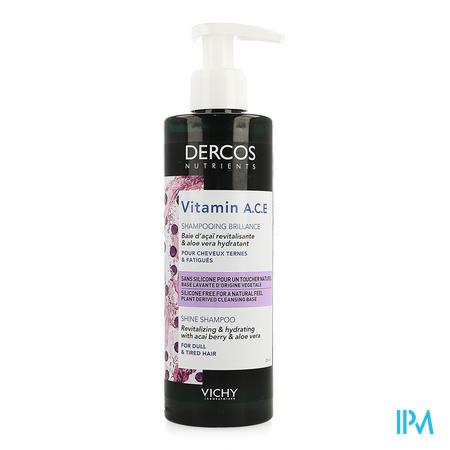 DERCOS
NUTRIENTS
Vitamin A.C.E
SHAMPOOING BRILLANCE
Baie d'açaï revitalisante
& aloe vera hydratant
POUR CHEVEUX TERNES
& FATIGUÉS
SANS SILICONE POUR UN TOUCHER NATUREL
BASE LAVANTE D'ORIGINE VEGETALE
SILICONE FREE FOR A NATURAL FEEL
PLANT DERIVED CLEANSING BASE
SHINE SHAMPOO
Revitalizing & hydrating
with acai berry & aloe vera
FOR DULL
& TIRED HAIR
VICHY
LABORATOIRES
IPM